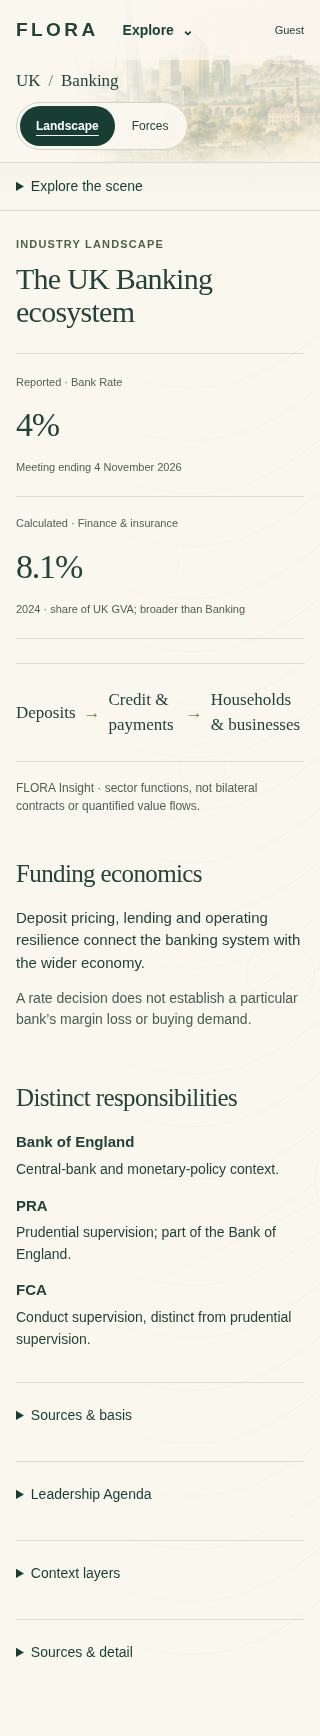 FLORA Explore ⌄ Guest
UK / Banking
Landscape Forces
▶ Explore the scene
INDUSTRY LANDSCAPE
The UK Banking
ecosystem
Reported · Bank Rate
4%
Meeting ending 4 November 2026
Calculated · Finance & insurance
8.1%
2024 · share of UK GVA; broader than Banking
Deposits → Credit & payments → Households & businesses
FLORA Insight · sector functions, not bilateral
contracts or quantified value flows.
Funding economics
Deposit pricing, lending and operating
resilience connect the banking system with
the wider economy.
A rate decision does not establish a particular
bank’s margin loss or buying demand.
Distinct responsibilities
Bank of England
Central-bank and monetary-policy context.
PRA
Prudential supervision; part of the Bank of
England.
FCA
Conduct supervision, distinct from prudential
supervision.
▶ Sources & basis
▶ Leadership Agenda
▶ Context layers
▶ Sources & detail